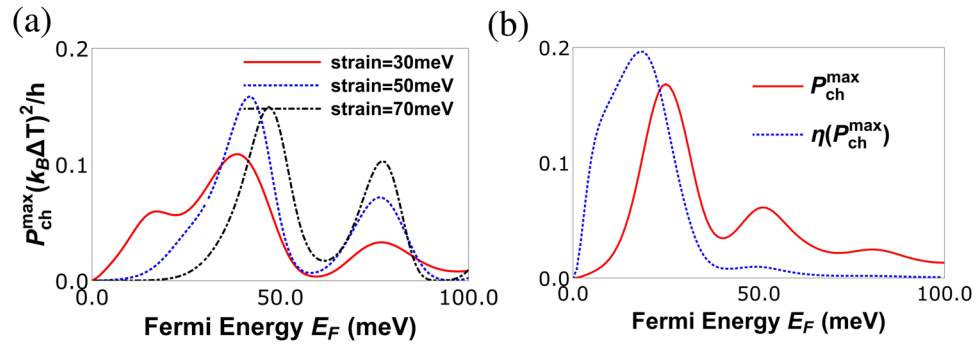 (a)
0.2
0.1
0.0
P_ch^max(k_BΔT)²/h
strain=30meV
strain=50meV
strain=70meV
0.0 50.0 100.0
Fermi Energy E_F (meV)
(b)
0.2
0.1
0.0
P_ch^max
η(P_ch^max)
0.0 50.0 100.0
Fermi Energy E_F (meV)